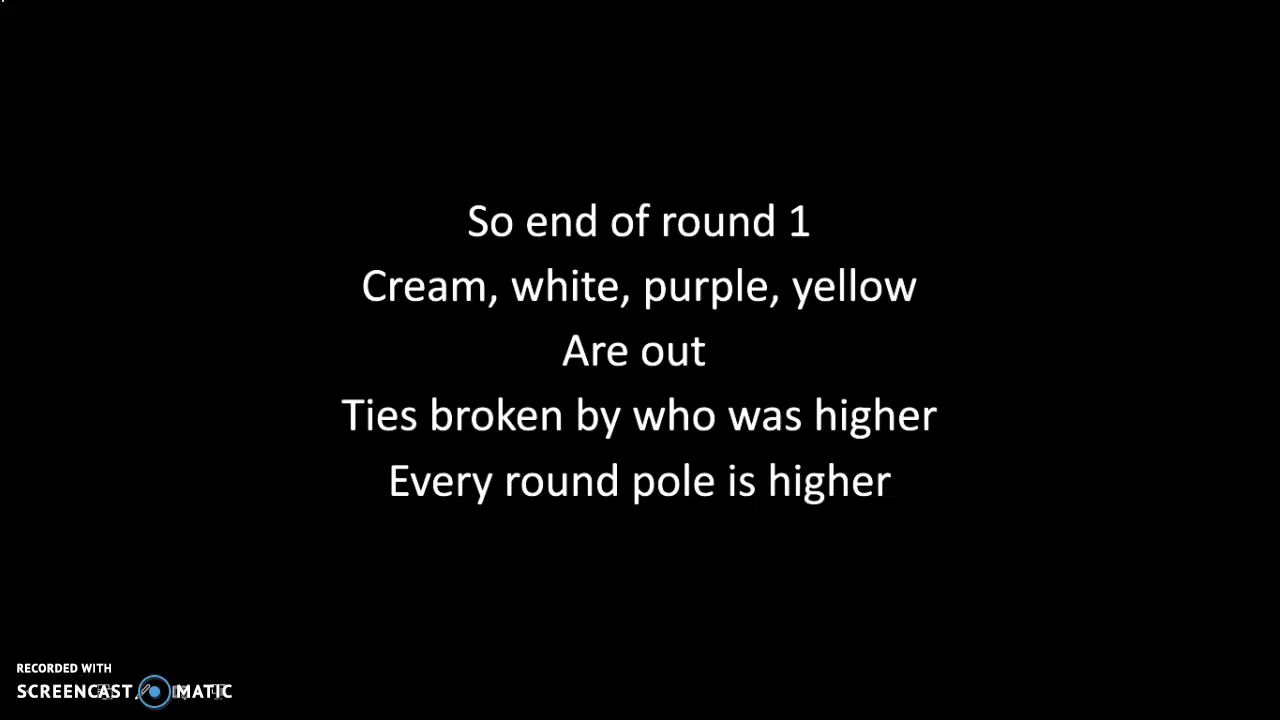 So end of round 1
Cream, white, purple, yellow
Are out
Ties broken by who was higher
Every round pole is higher
RECORDED WITH
SCREENCAST MATIC